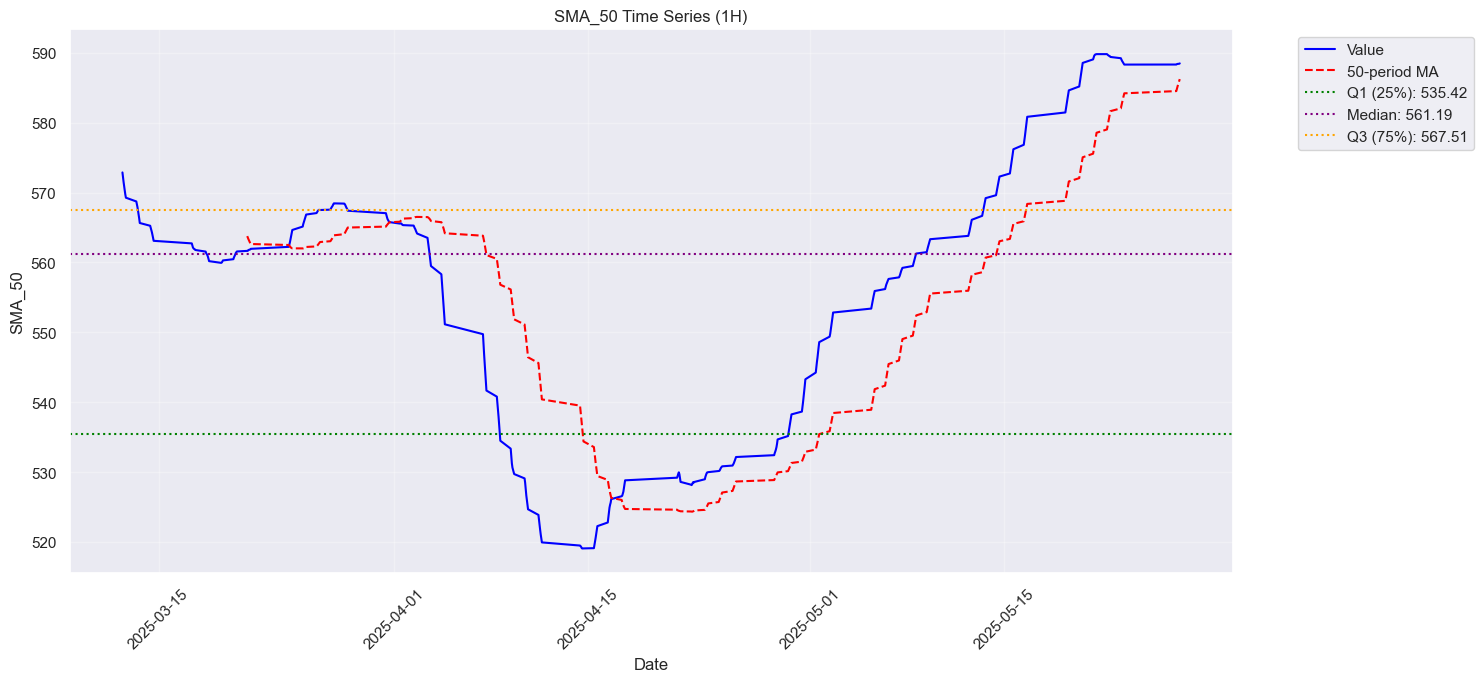 SMA_50 Time Series (1H)
SMA_50
590
580
570
560
550
540
530
520
2025-03-15
2025-04-01
2025-04-15
2025-05-01
2025-05-15
Date
Value
50-period MA
Q1 (25%): 535.42
Median: 561.19
Q3 (75%): 567.51